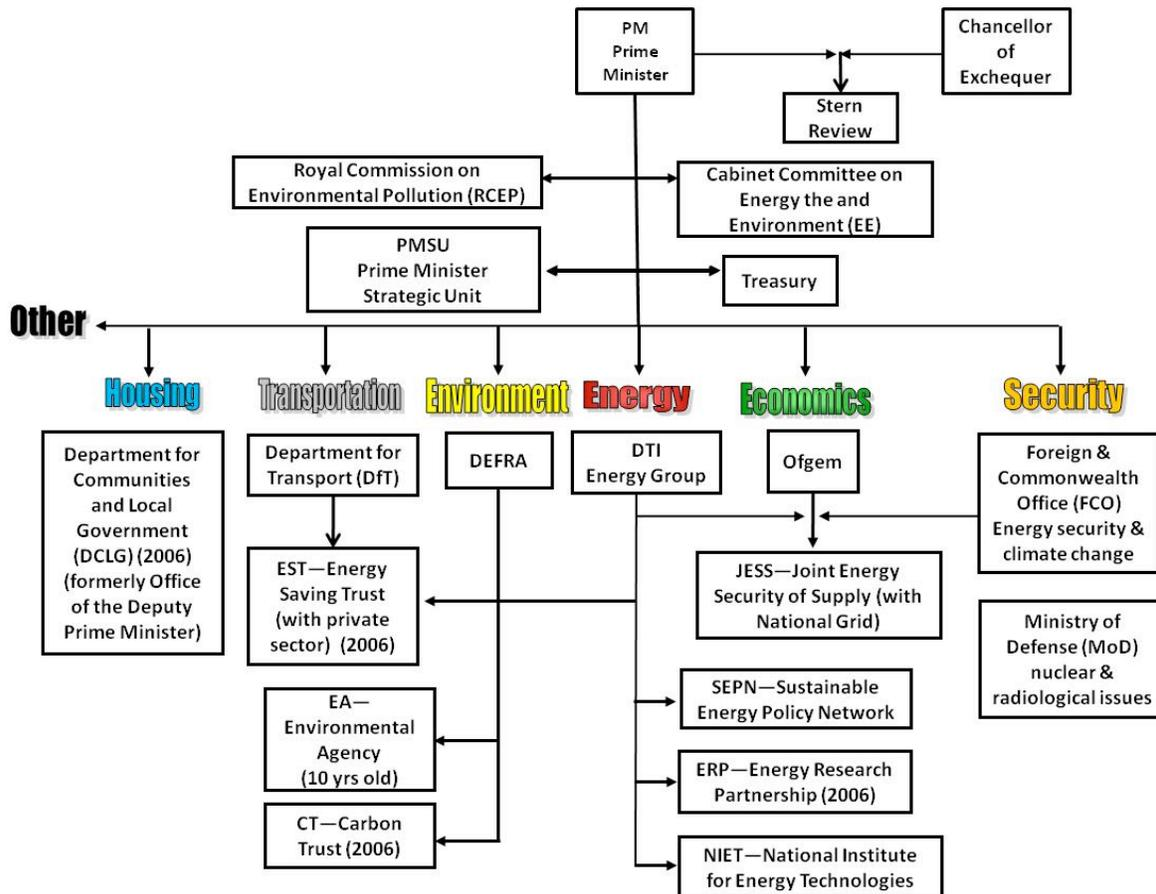 PM
Prime
Minister
Chancellor
of
Exchequer
Stern
Review
Royal Commission on
Environmental Pollution (RCEP)
Cabinet Committee on
Energy the and
Environment (EE)
PMSU
Prime Minister
Strategic Unit
Treasury
Other
Housing
Transportation
Environment
Energy
Economics
Security
Department for
Communities
and Local
Government
(DCLG) (2006)
(formerly Office
of the Deputy
Prime Minister)
Department for
Transport (DfT)
DEFRA
DTI
Energy Group
Ofgem
Foreign &
Commonwealth
Office (FCO)
Energy security &
climate change
EST—Energy
Saving Trust
(with private
sector) (2006)
JESS—Joint Energy
Security of Supply (with
National Grid)
Ministry of
Defense (MoD)
nuclear &
radiological issues
EA—
Environmental
Agency
(10 yrs old)
SEPN—Sustainable
Energy Policy Network
ERP—Energy Research
Partnership (2006)
CT—Carbon
Trust (2006)
NIET—National Institute
for Energy Technologies